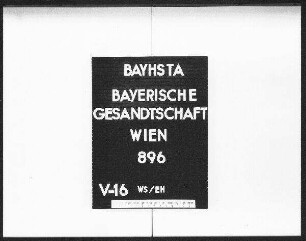 BAYHSTA
BAYERISCHE
GESANDTSCHAFT
WIEN
896
V-16 WS/EH